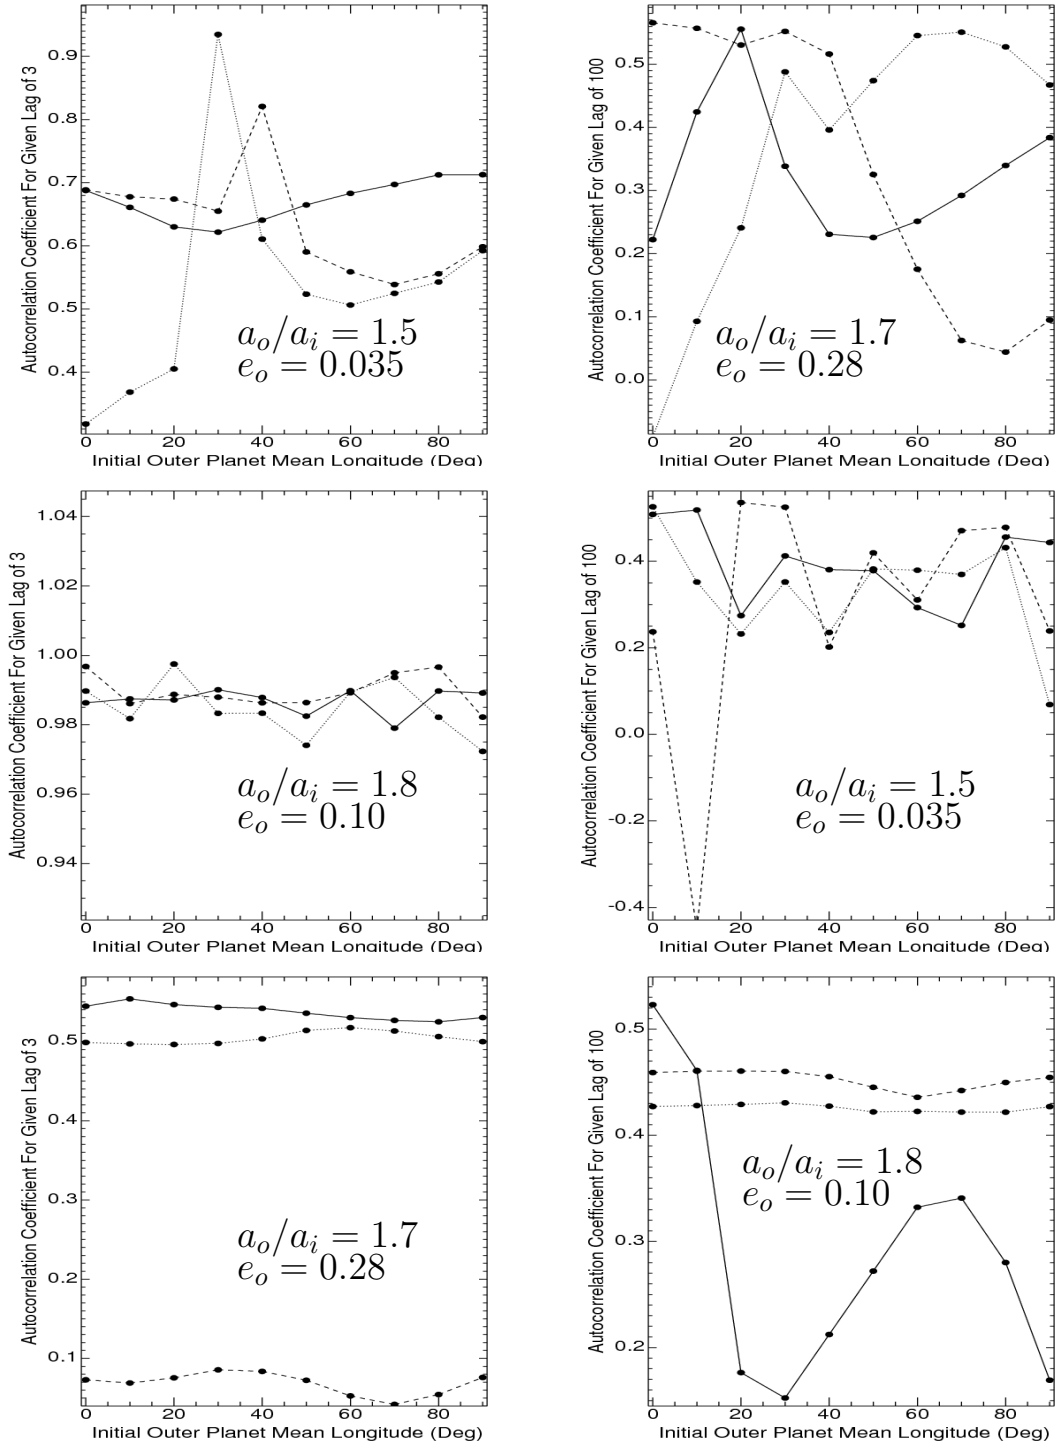 Autocorrelation Coefficient For Given Lag of 3
0.9
0.8
0.7
0.6
0.5
0.4
a_o/a_i = 1.5
e_o = 0.035
0 20 40 60 80
Initial Outer Planet Mean Longitude (Deg)
Autocorrelation Coefficient For Given Lag of 100
0.5
0.4
0.3
0.2
0.1
0.0
a_o/a_i = 1.7
e_o = 0.28
0 20 40 60 80
Initial Outer Planet Mean Longitude (Deg)
Autocorrelation Coefficient For Given Lag of 3
1.04
1.02
1.00
0.98
0.96
0.94
a_o/a_i = 1.8
e_o = 0.10
0 20 40 60 80
Initial Outer Planet Mean Longitude (Deg)
Autocorrelation Coefficient For Given Lag of 100
0.4
0.2
0.0
-0.2
-0.4
a_o/a_i = 1.5
e_o = 0.035
0 20 40 60 80
Initial Outer Planet Mean Longitude (Deg)
Autocorrelation Coefficient For Given Lag of 3
0.5
0.4
0.3
0.2
0.1
a_o/a_i = 1.7
e_o = 0.28
0 20 40 60 80
Initial Outer Planet Mean Longitude (Deg)
Autocorrelation Coefficient For Given Lag of 100
0.5
0.4
0.3
0.2
a_o/a_i = 1.8
e_o = 0.10
0 20 40 60 80
Initial Outer Planet Mean Longitude (Deg)